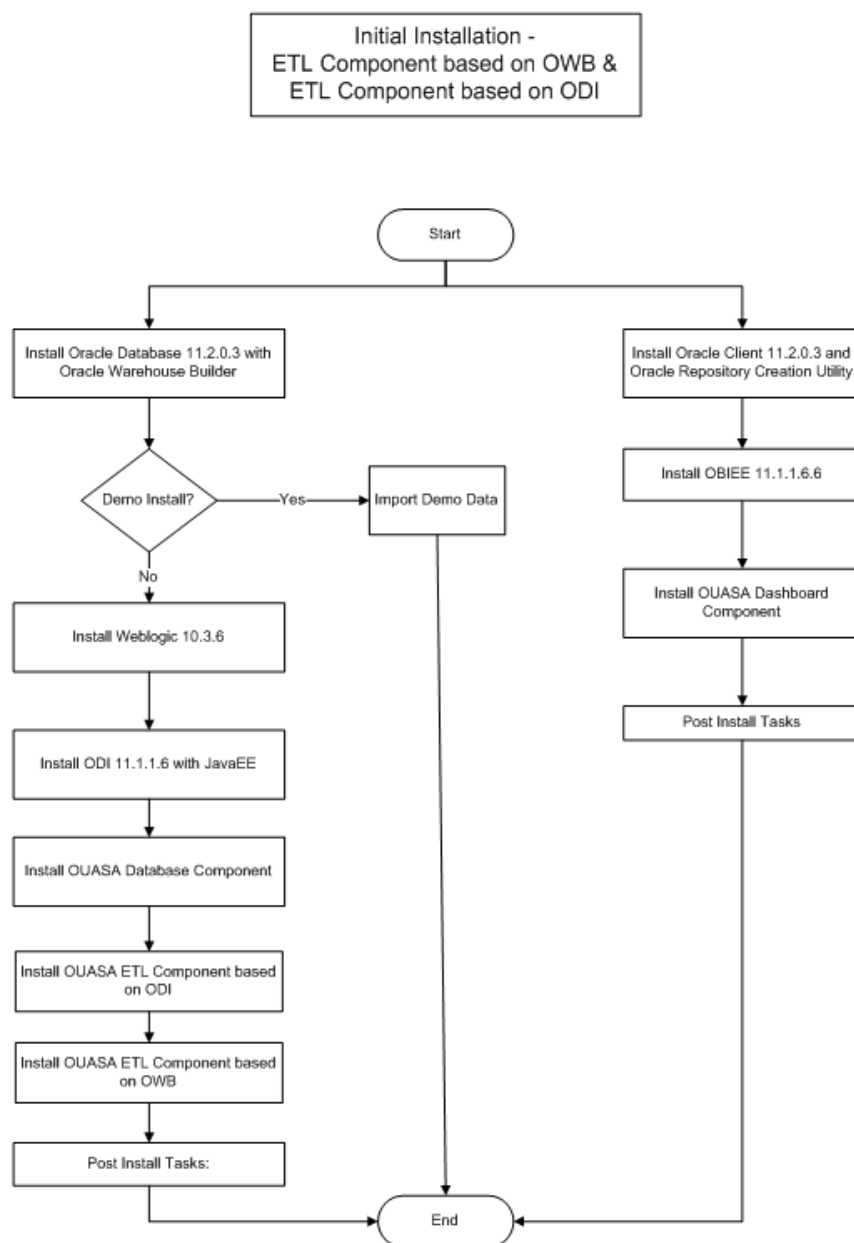 Initial Installation -
ETL Component based on OWB &
ETL Component based on ODI
Start
Install Oracle Database 11.2.0.3 with
Oracle Warehouse Builder
Install Oracle Client 11.2.0.3 and
Oracle Repository Creation Utility
Demo Install?
Yes
Import Demo Data
Install OBIEE 11.1.1.6.6
No
Install OUASA Dashboard
Component
Install Weblogic 10.3.6
Post Install Tasks
Install ODI 11.1.1.6 with JavaEE
Install OUASA Database Component
Install OUASA ETL Component based
on ODI
Install OUASA ETL Component based
on OWB
Post Install Tasks:
End